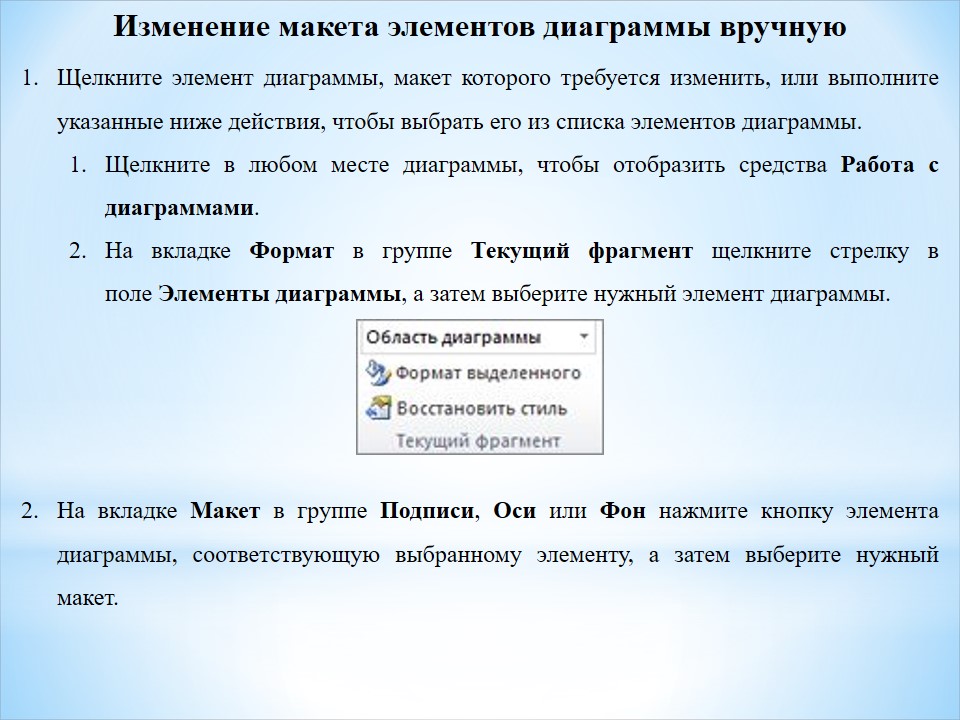 Изменение макета элементов диаграммы вручную
1. Щелкните элемент диаграммы, макет которого требуется изменить, или выполните
указанные ниже действия, чтобы выбрать его из списка элементов диаграммы.
1. Щелкните в любом месте диаграммы, чтобы отобразить средства Работа с
диаграммами.
2. На вкладке Формат в группе Текущий фрагмент щелкните стрелку в
поле Элементы диаграммы, а затем выберите нужный элемент диаграммы.
Область диаграммы
Формат выделенного
Восстановить стиль
Текущий фрагмент
2. На вкладке Макет в группе Подписи, Оси или Фон нажмите кнопку элемента
диаграммы, соответствующую выбранному элементу, а затем выберите нужный
макет.